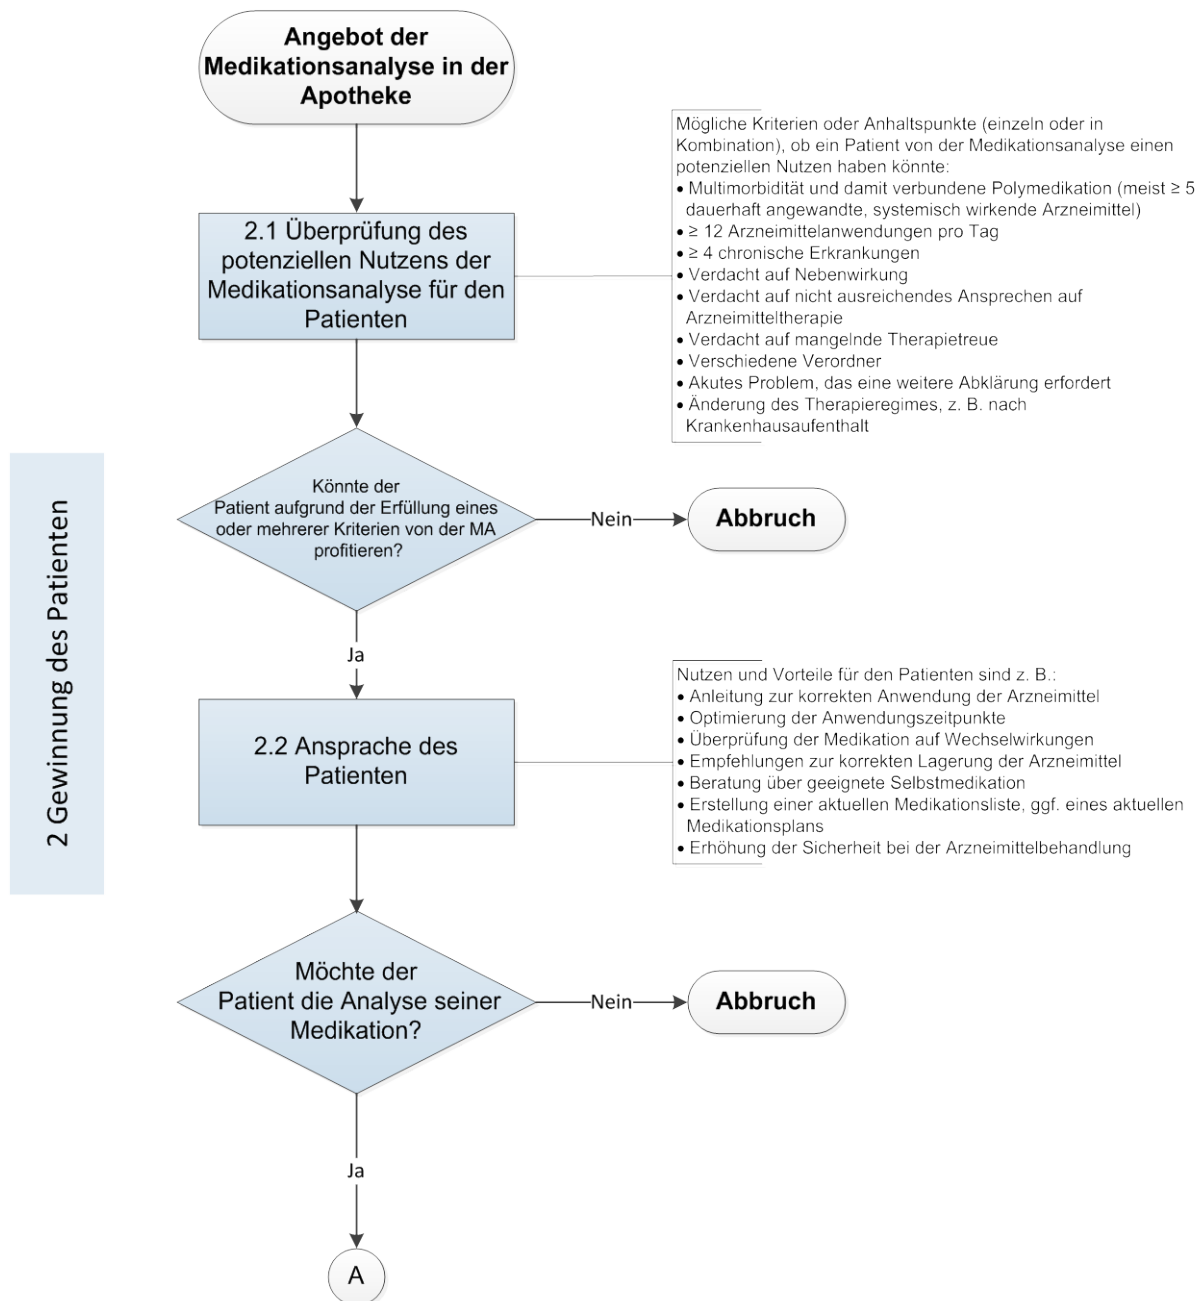 Angebot der
Medikationsanalyse in der
Apotheke
Mögliche Kriterien oder Anhaltspunkte (einzeln oder in
Kombination), ob ein Patient von der Medikationsanalyse einen
potenziellen Nutzen haben könnte:
• Multimorbidität und damit verbundene Polymedikation (meist ≥ 5
dauerhaft angewandte, systemisch wirkende Arzneimittel)
• ≥ 12 Arzneimittelanwendungen pro Tag
• ≥ 4 chronische Erkrankungen
• Verdacht auf Nebenwirkung
• Verdacht auf nicht ausreichendes Ansprechen auf
Arzneimitteltherapie
• Verdacht auf mangelnde Therapietreue
• Verschiedene Verordner
• Akutes Problem, das eine weitere Abklärung erfordert
• Änderung des Therapieregimes, z. B. nach
Krankenhausaufenthalt
2.1 Überprüfung des
potenziellen Nutzens der
Medikationsanalyse für den
Patienten
2 Gewinnung des Patienten
Könnte der
Patient aufgrund der Erfüllung eines
oder mehrerer Kriterien von der MA
profitieren?
Nein
Abbruch
Ja
2.2 Ansprache des
Patienten
Nutzen und Vorteile für den Patienten sind z. B.:
• Anleitung zur korrekten Anwendung der Arzneimittel
• Optimierung der Anwendungszeitpunkte
• Überprüfung der Medikation auf Wechselwirkungen
• Empfehlungen zur korrekten Lagerung der Arzneimittel
• Beratung über geeignete Selbstmedikation
• Erstellung einer aktuellen Medikationsliste, ggf. eines aktuellen
Medikationsplans
• Erhöhung der Sicherheit bei der Arzneimittelbehandlung
Möchte der
Patient die Analyse seiner
Medikation?
Nein
Abbruch
Ja
A